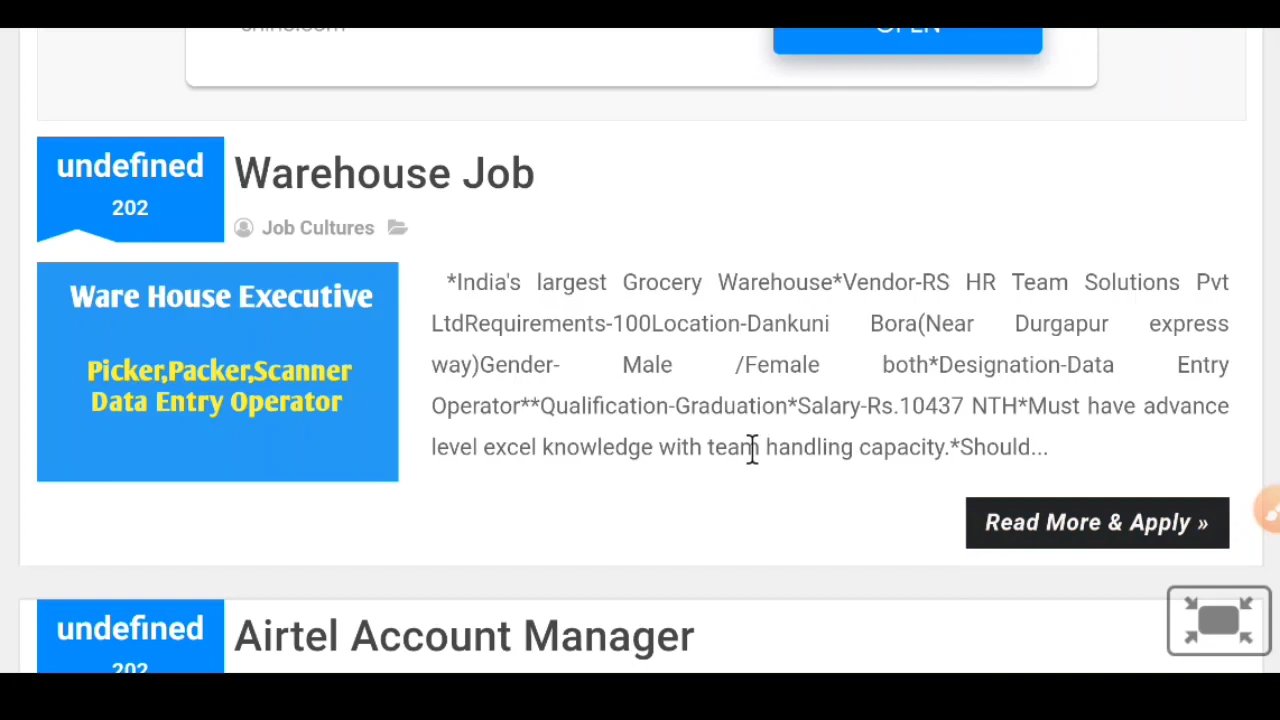 OPEN
undefined
202
Warehouse Job
Job Cultures
Ware House Executive
Picker,Packer,Scanner
Data Entry Operator
*India's largest Grocery Warehouse*Vendor-RS HR Team Solutions Pvt
LtdRequirements-100Location-Dankuni Bora(Near Durgapur express
way)Gender- Male /Female both*Designation-Data Entry
Operator**Qualification-Graduation*Salary-Rs.10437 NTH*Must have advance
level excel knowledge with team handling capacity.*Should...
Read More & Apply »
undefined
202
Airtel Account Manager